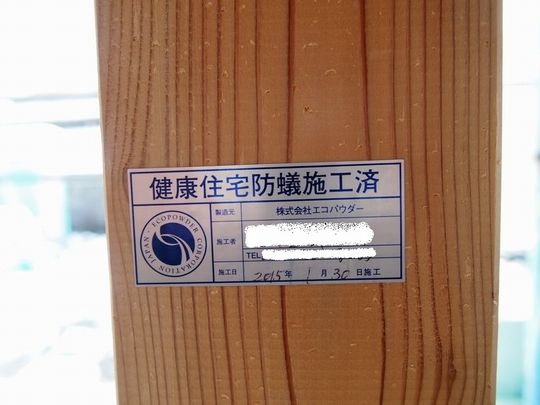 健康住宅防蟻施工済
製造元 株式会社エコパウダー
施工者
TEL
施工日 2015年 1月 30日施工
ECOPOWDER CORPORATION JAPAN